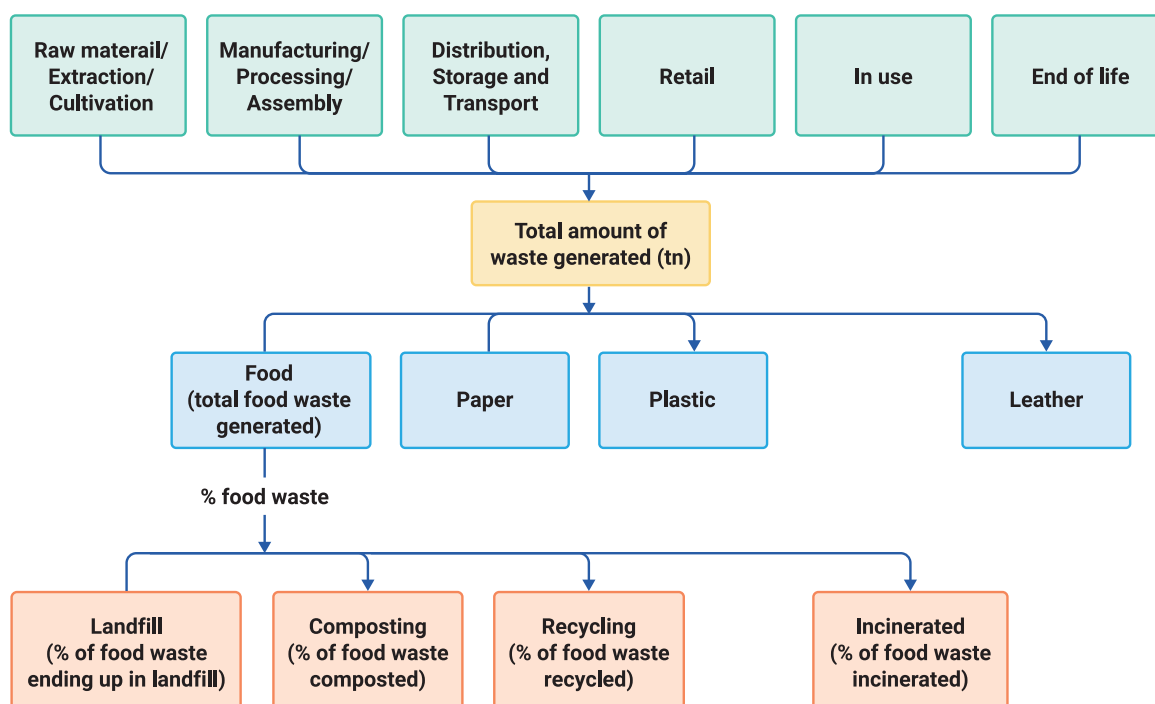 Raw materail/
Extraction/
Cultivation
Manufacturing/
Processing/
Assembly
Distribution,
Storage and
Transport
Retail
In use
End of life
Total amount of
waste generated (tn)
Food
(total food waste
generated)
Paper
Plastic
Leather
% food waste
Landfill
(% of food waste
ending up in landfill)
Composting
(% of food waste
composted)
Recycling
(% of food waste
recycled)
Incinerated
(% of food waste
incinerated)